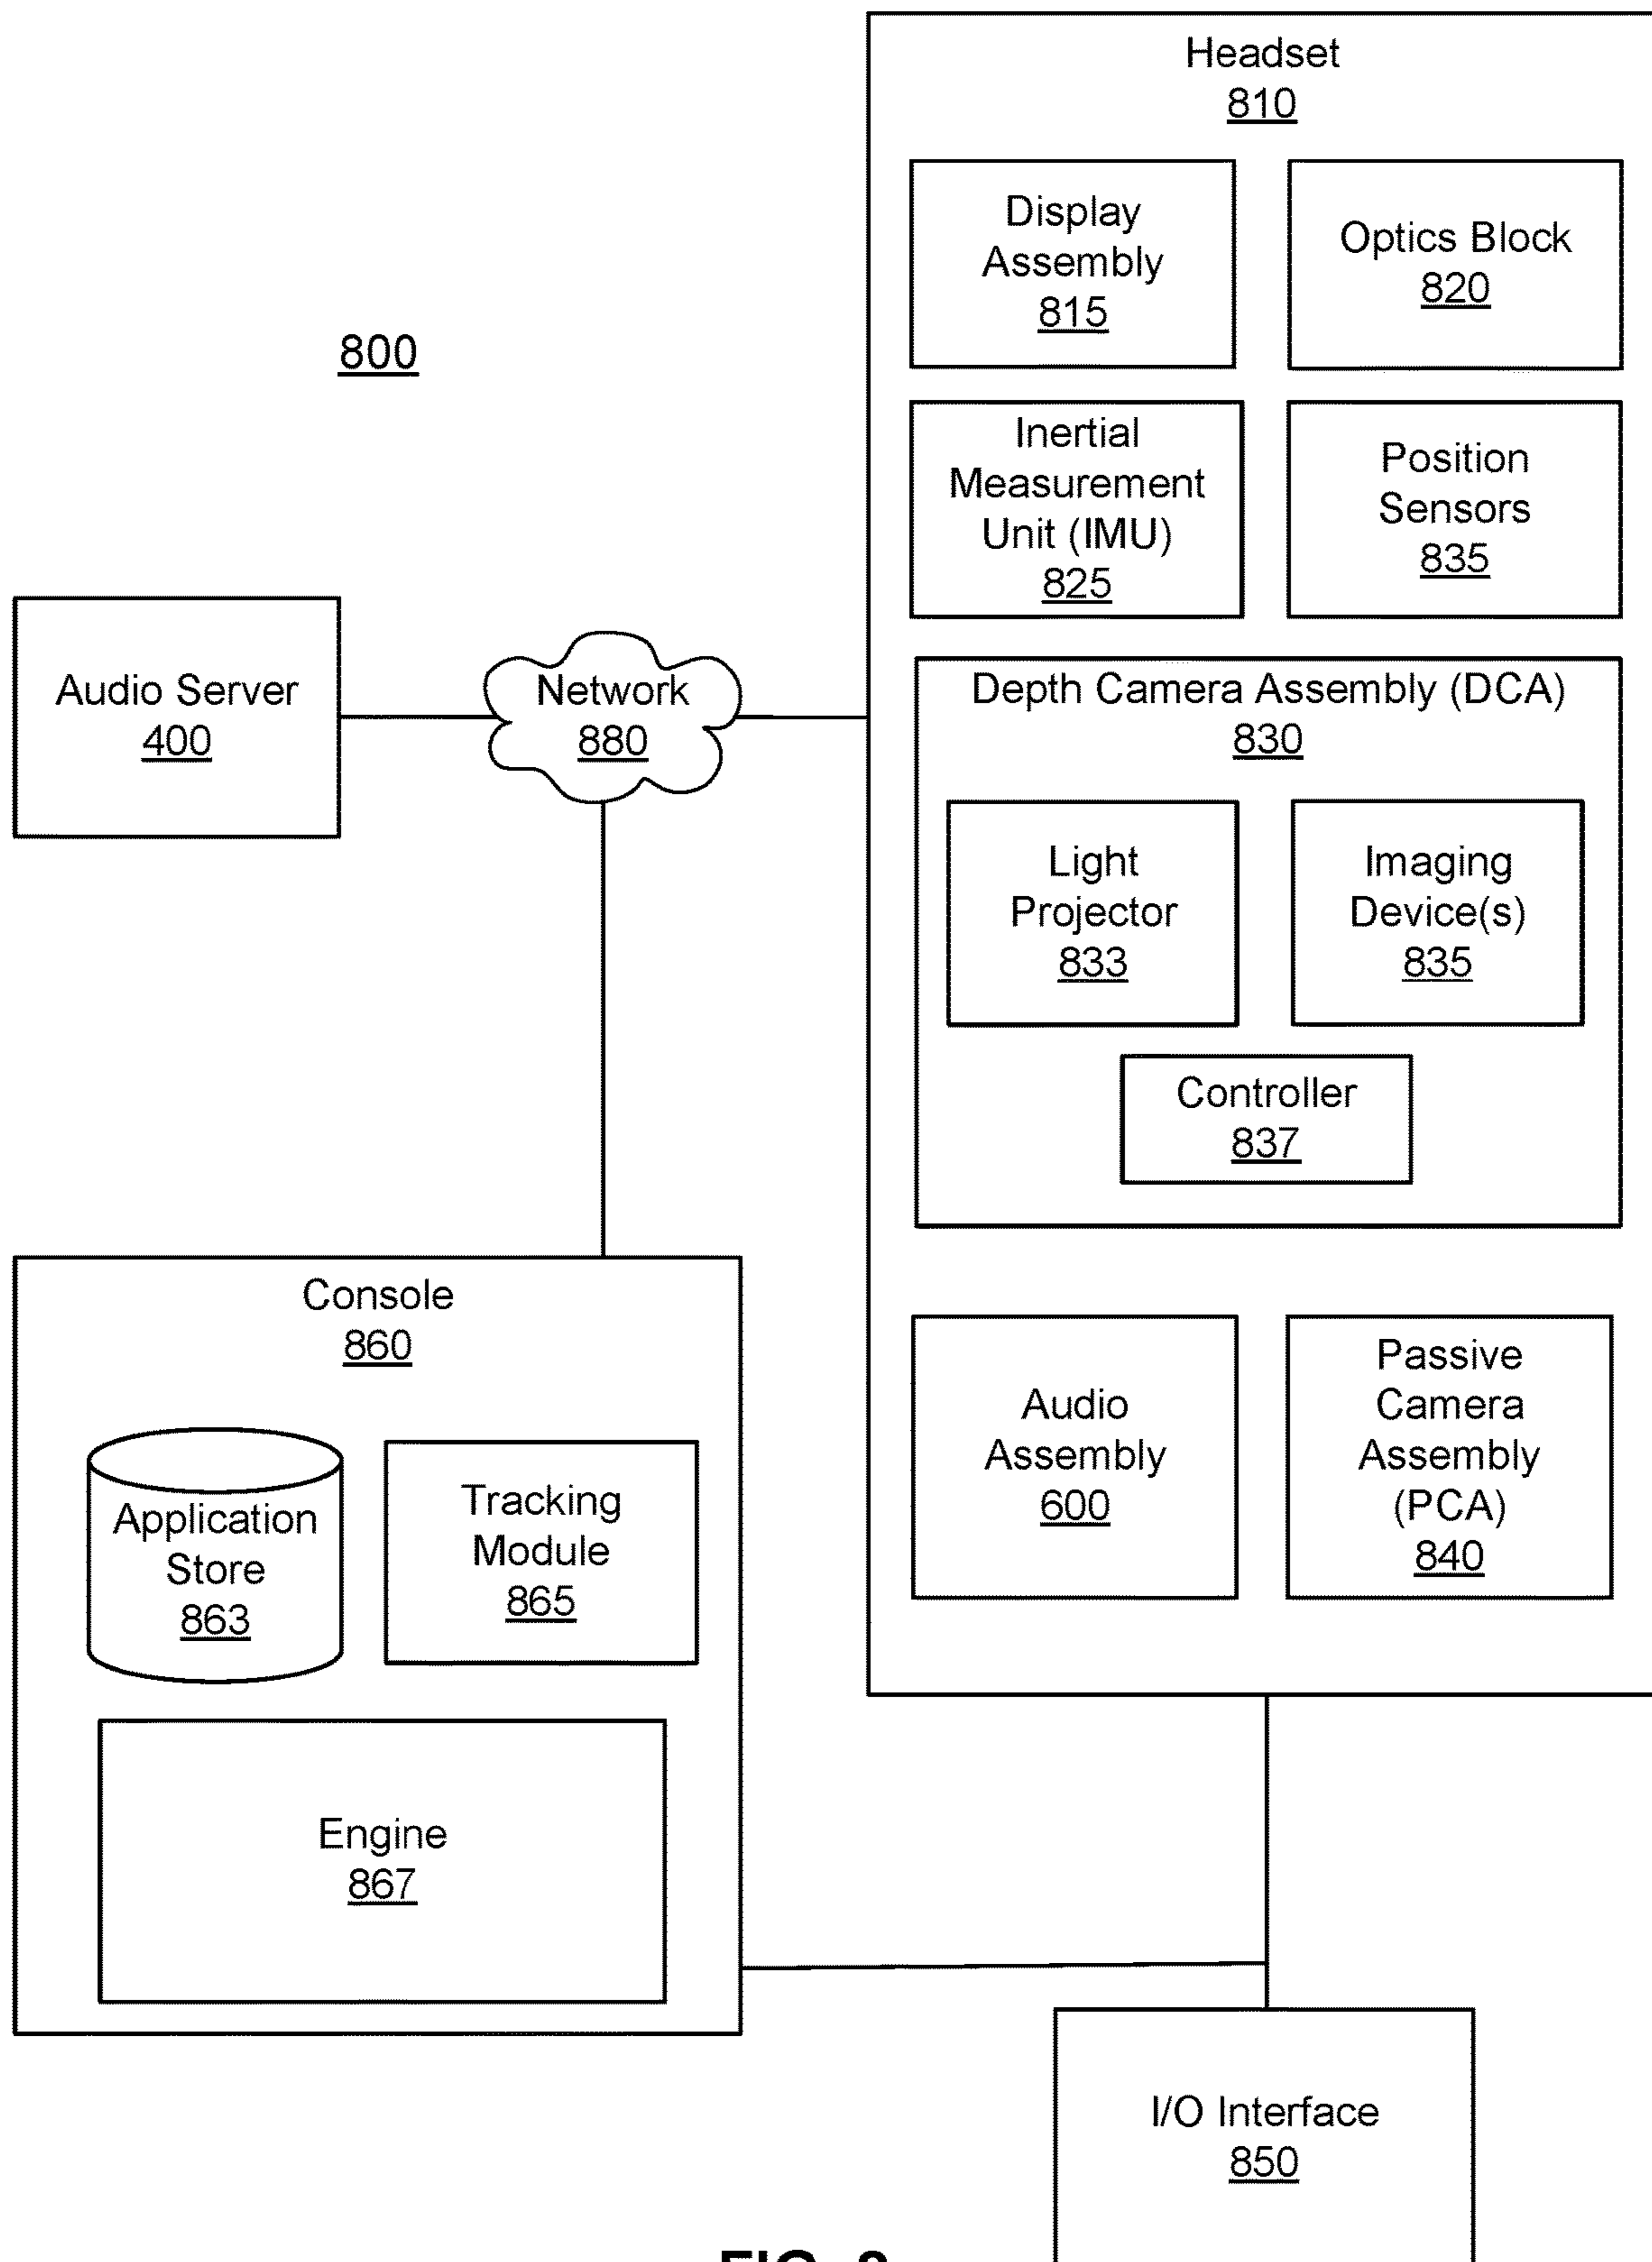 800
Headset
810
Display
Assembly
815
Optics Block
820
Inertial
Measurement
Unit (IMU)
825
Position
Sensors
835
Depth Camera Assembly (DCA)
830
Light
Projector
833
Imaging
Device(s)
835
Controller
837
Audio
Assembly
600
Passive
Camera
Assembly
(PCA)
840
Audio Server
400
Network
880
Console
860
Application
Store
863
Tracking
Module
865
Engine
867
I/O Interface
850
FIG.